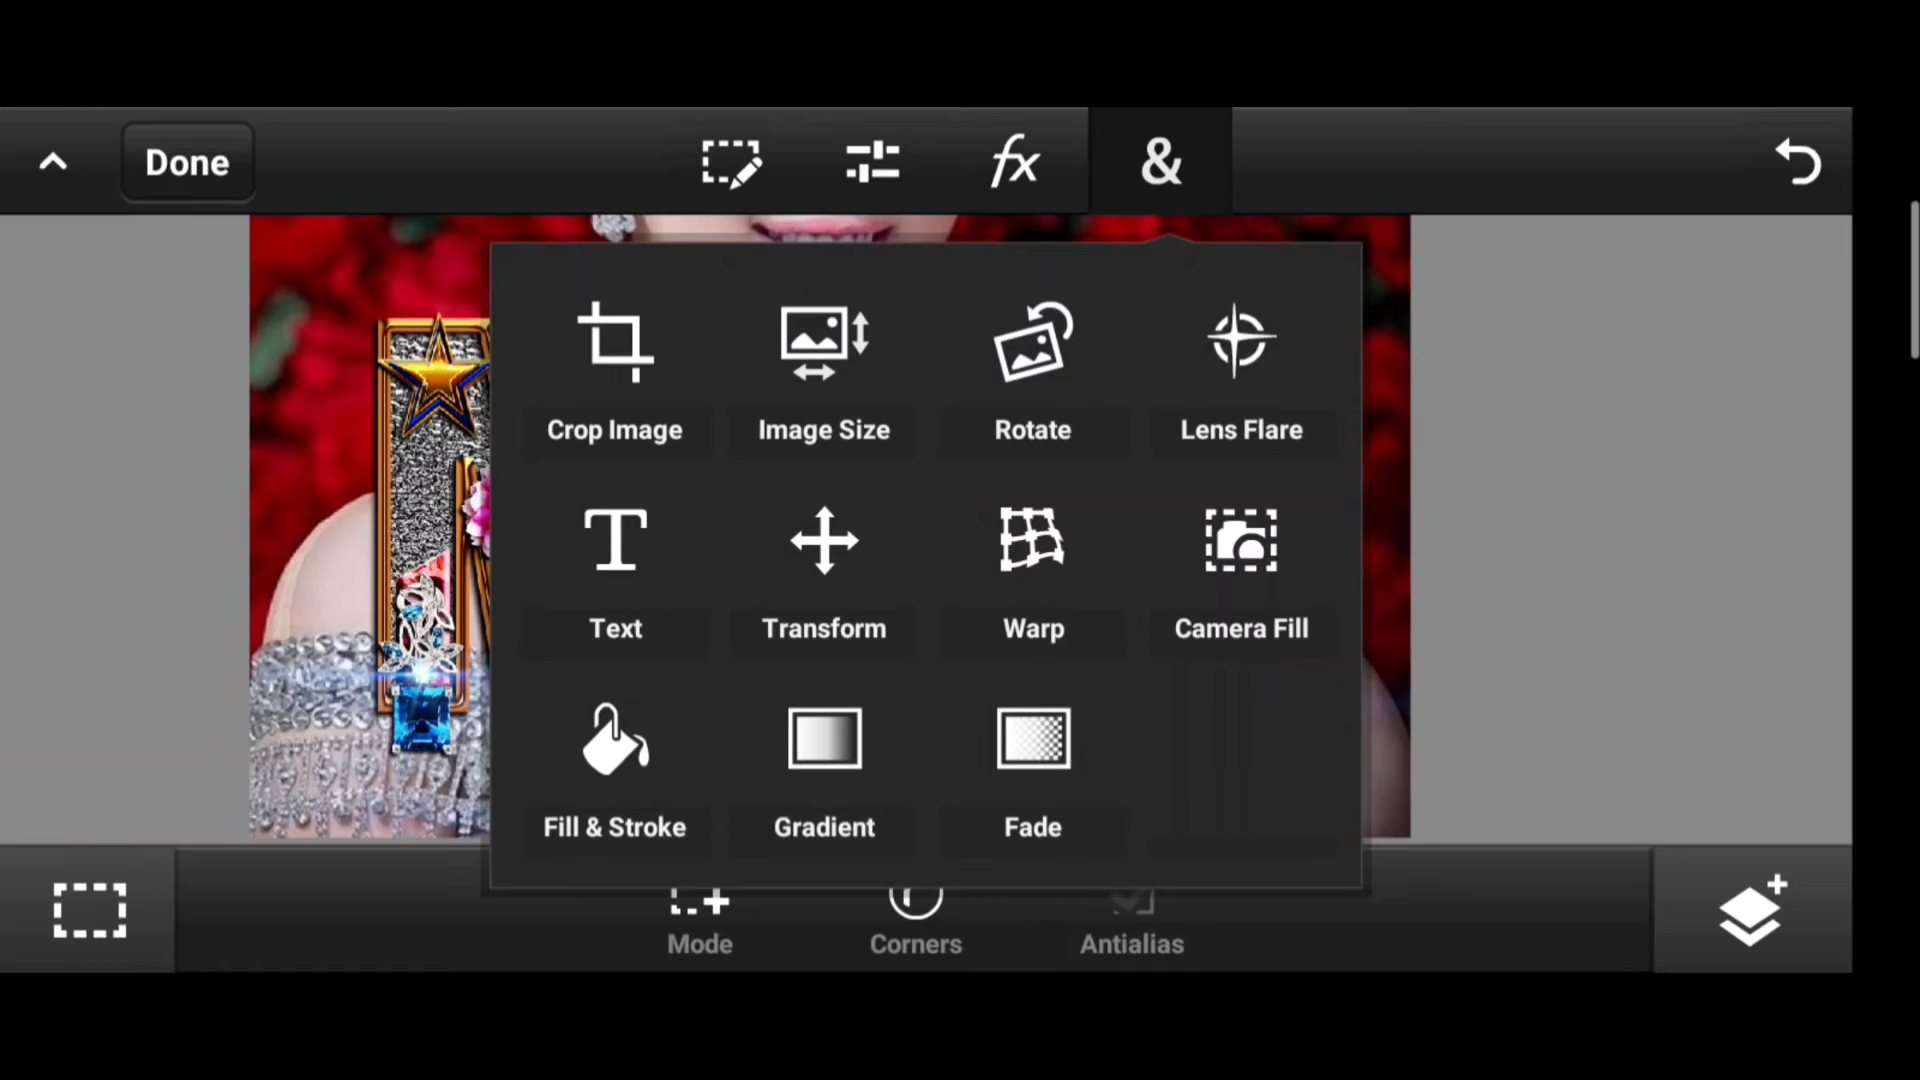 Done fx &
Crop Image Image Size Rotate Lens Flare
T
Text Transform Warp Camera Fill
Fill & Stroke Gradient Fade
Mode Corners Antialias